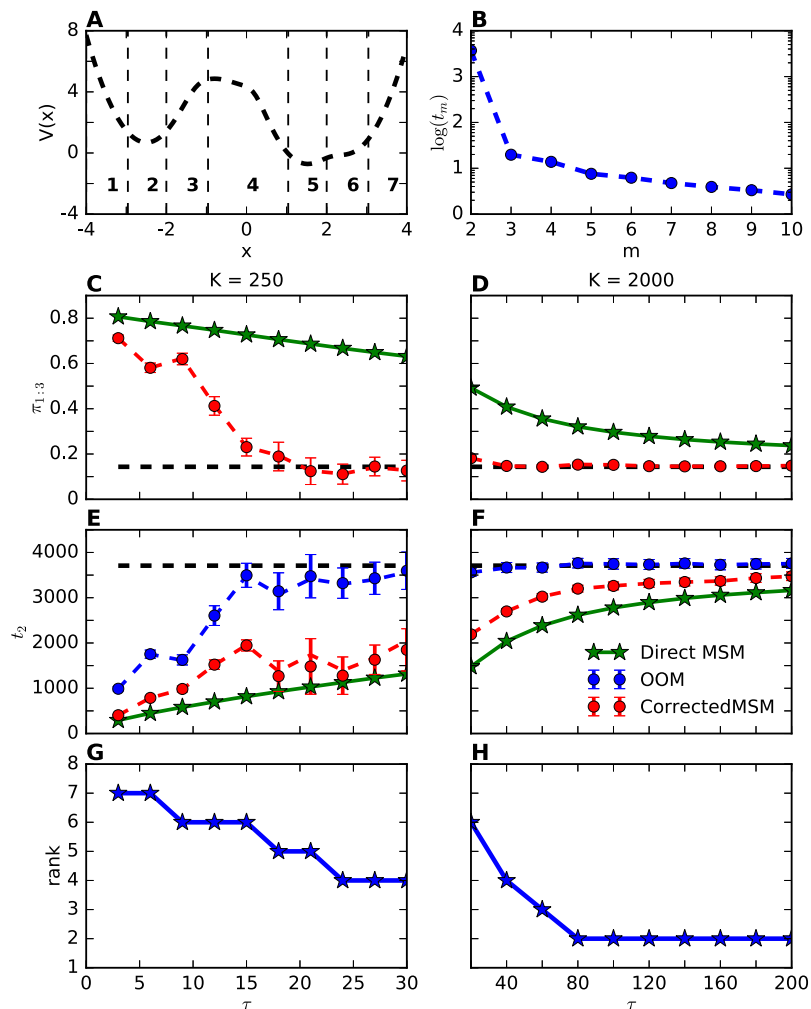 A
B
8
4
0
-4
V(x)
1 2 3 4 5 6 7
-4 -2 0 2 4
x
4
3
2
1
0
log(t_m)
2 3 4 5 6 7 8 9 10
m
C
K = 250
D
K = 2000
0.8
0.6
0.4
0.2
0
π_{1:3}
E
F
4000
3000
2000
1000
0
t_2
Direct MSM
OOM
CorrectedMSM
G
H
7
6
5
4
3
2
1
rank
0 5 10 15 20 25 30
τ
40 80 120 160 200
τ